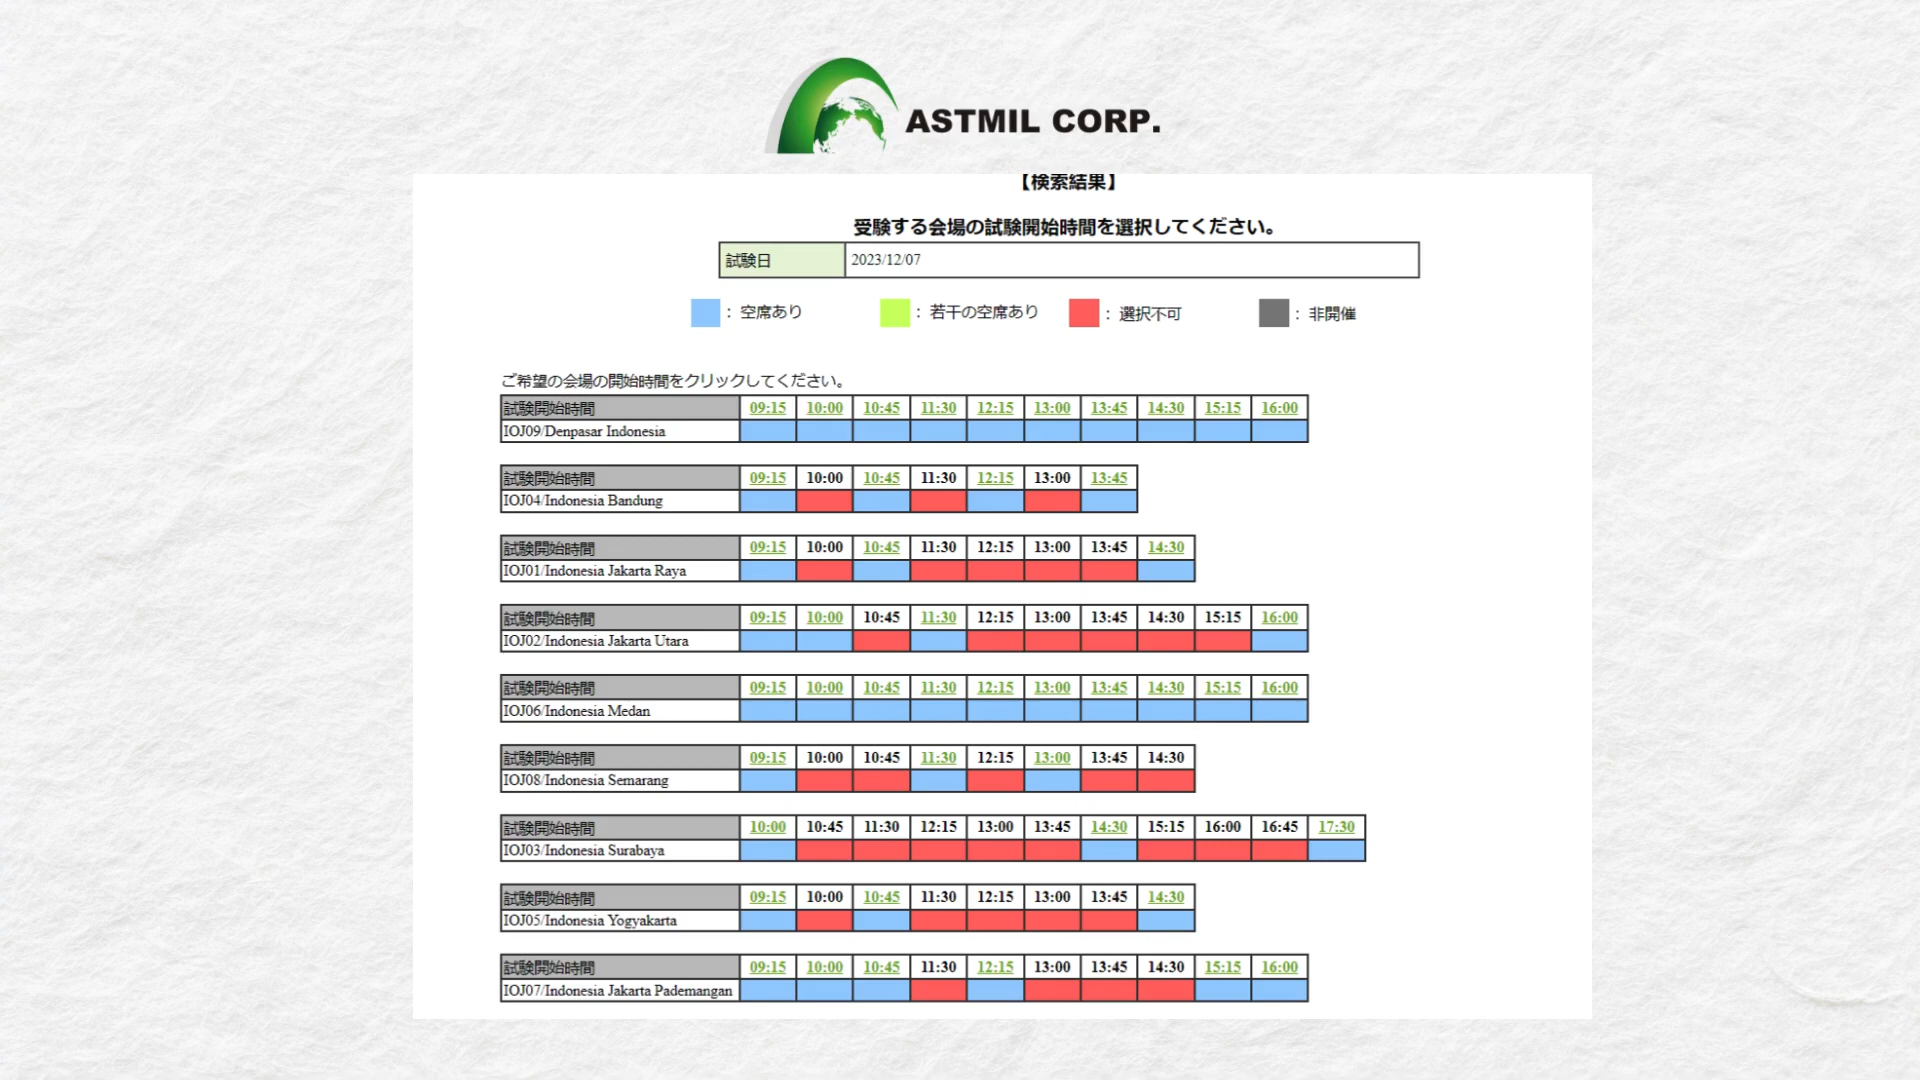 ASTMIL CORP.
【検索結果】
受験する会場の試験開始時間を選択してください。
試験日 2023/12/07
： 空席あり ： 若干の空席あり ： 選択不可 ： 非開催
ご希望の会場の開始時間をクリックしてください。
試験開始時間 09:15 10:00 10:45 11:30 12:15 13:00 13:45 14:30 15:15 16:00
IOJ09/Denpasar Indonesia
試験開始時間 09:15 10:00 10:45 11:30 12:15 13:00 13:45
IOJ04/Indonesia Bandung
試験開始時間 09:15 10:00 10:45 11:30 12:15 13:00 13:45 14:30
IOJ01/Indonesia Jakarta Raya
試験開始時間 09:15 10:00 10:45 11:30 12:15 13:00 13:45 14:30 15:15 16:00
IOJ02/Indonesia Jakarta Utara
試験開始時間 09:15 10:00 10:45 11:30 12:15 13:00 13:45 14:30 15:15 16:00
IOJ06/Indonesia Medan
試験開始時間 09:15 10:00 10:45 11:30 12:15 13:00 13:45 14:30
IOJ08/Indonesia Semarang
試験開始時間 10:00 10:45 11:30 12:15 13:00 13:45 14:30 15:15 16:00 16:45 17:30
IOJ03/Indonesia Surabaya
試験開始時間 09:15 10:00 10:45 11:30 12:15 13:00 13:45 14:30
IOJ05/Indonesia Yogyakarta
試験開始時間 09:15 10:00 10:45 11:30 12:15 13:00 13:45 14:30 15:15 16:00
IOJ07/Indonesia Jakarta Pademangan